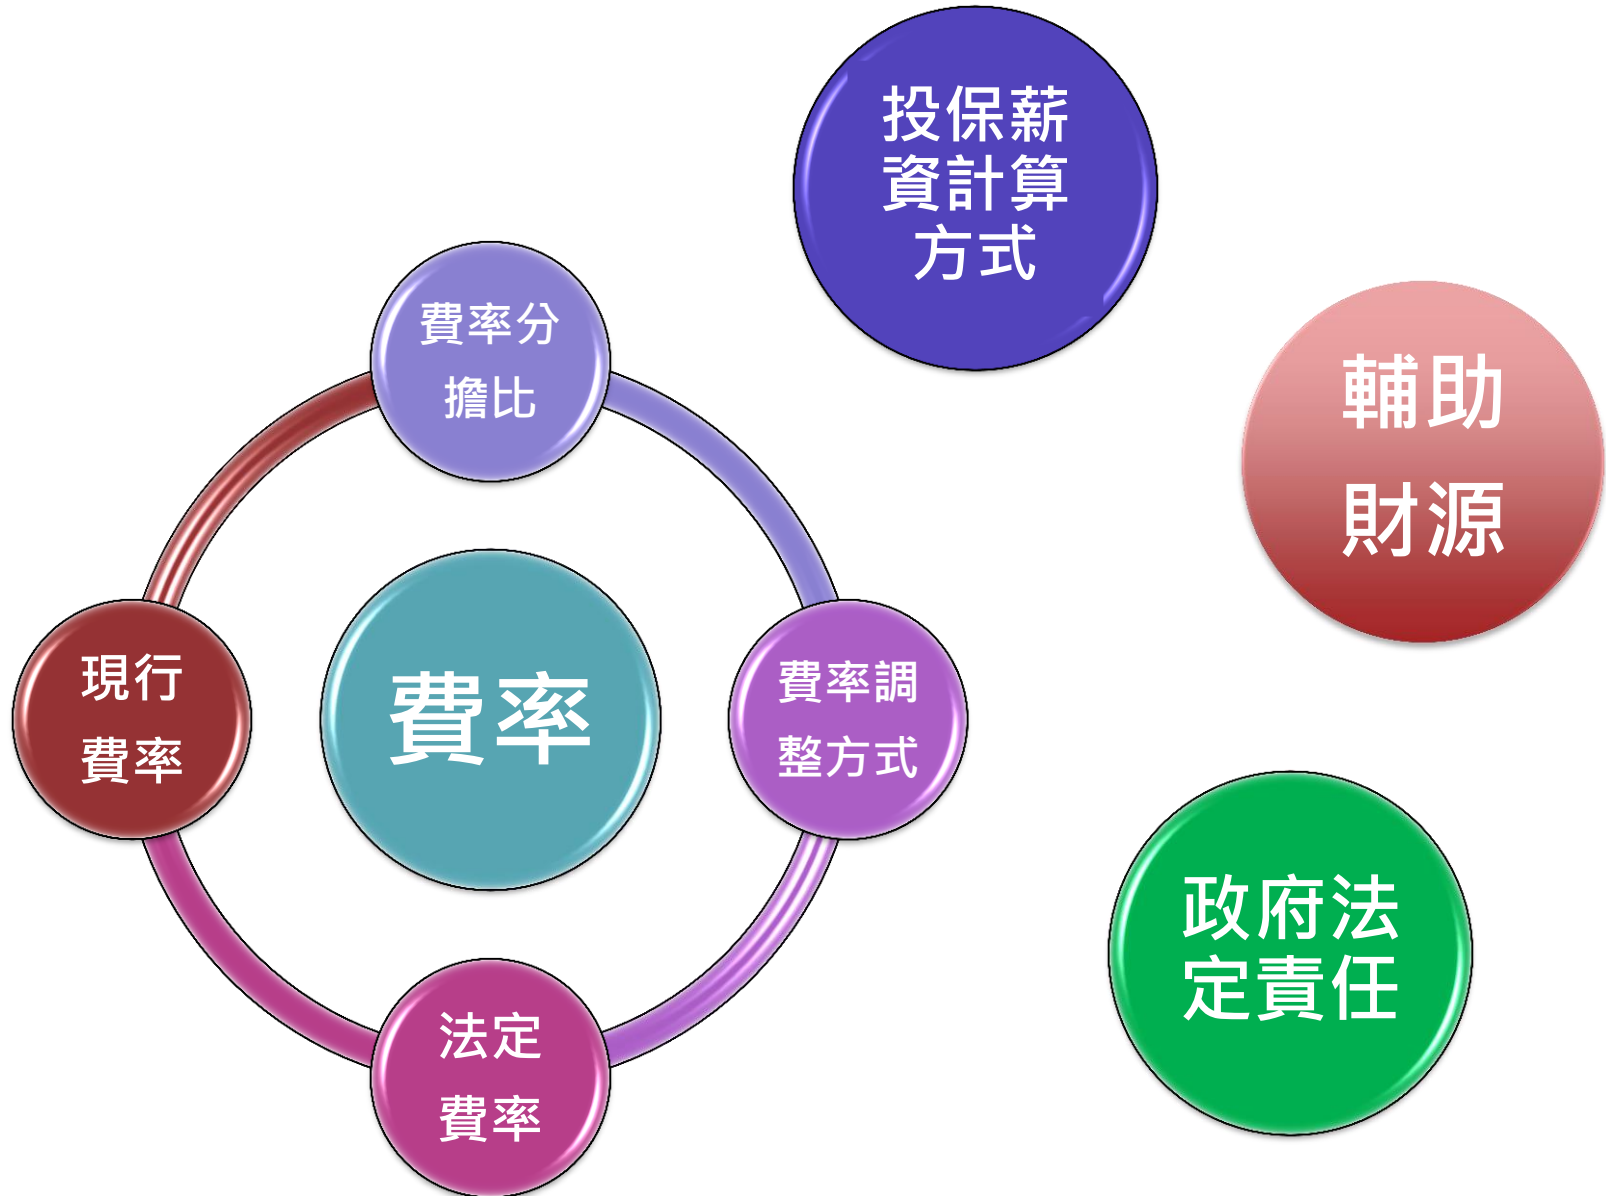 投保薪
資計算
方式
費率分
擔比
輔助
財源
費率
現行
費率
費率調
整方式
政府法
定責任
法定
費率